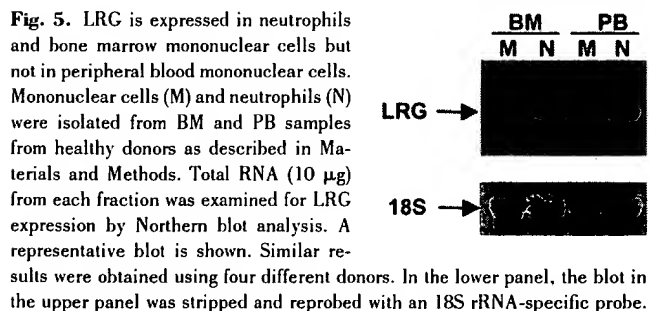 Fig. 5. LRG is expressed in neutrophils
and bone marrow mononuclear cells but
not in peripheral blood mononuclear cells.
Mononuclear cells (M) and neutrophils (N)
were isolated from BM and PB samples
from healthy donors as described in Ma-
terials and Methods. Total RNA (10 μg)
from each fraction was examined for LRG
expression by Northern blot analysis. A
representative blot is shown. Similar re-
sults were obtained using four different donors. In the lower panel, the blot in
the upper panel was stripped and reprobed with an 18S rRNA-specific probe.
BM PB
M N M N
LRG
18S